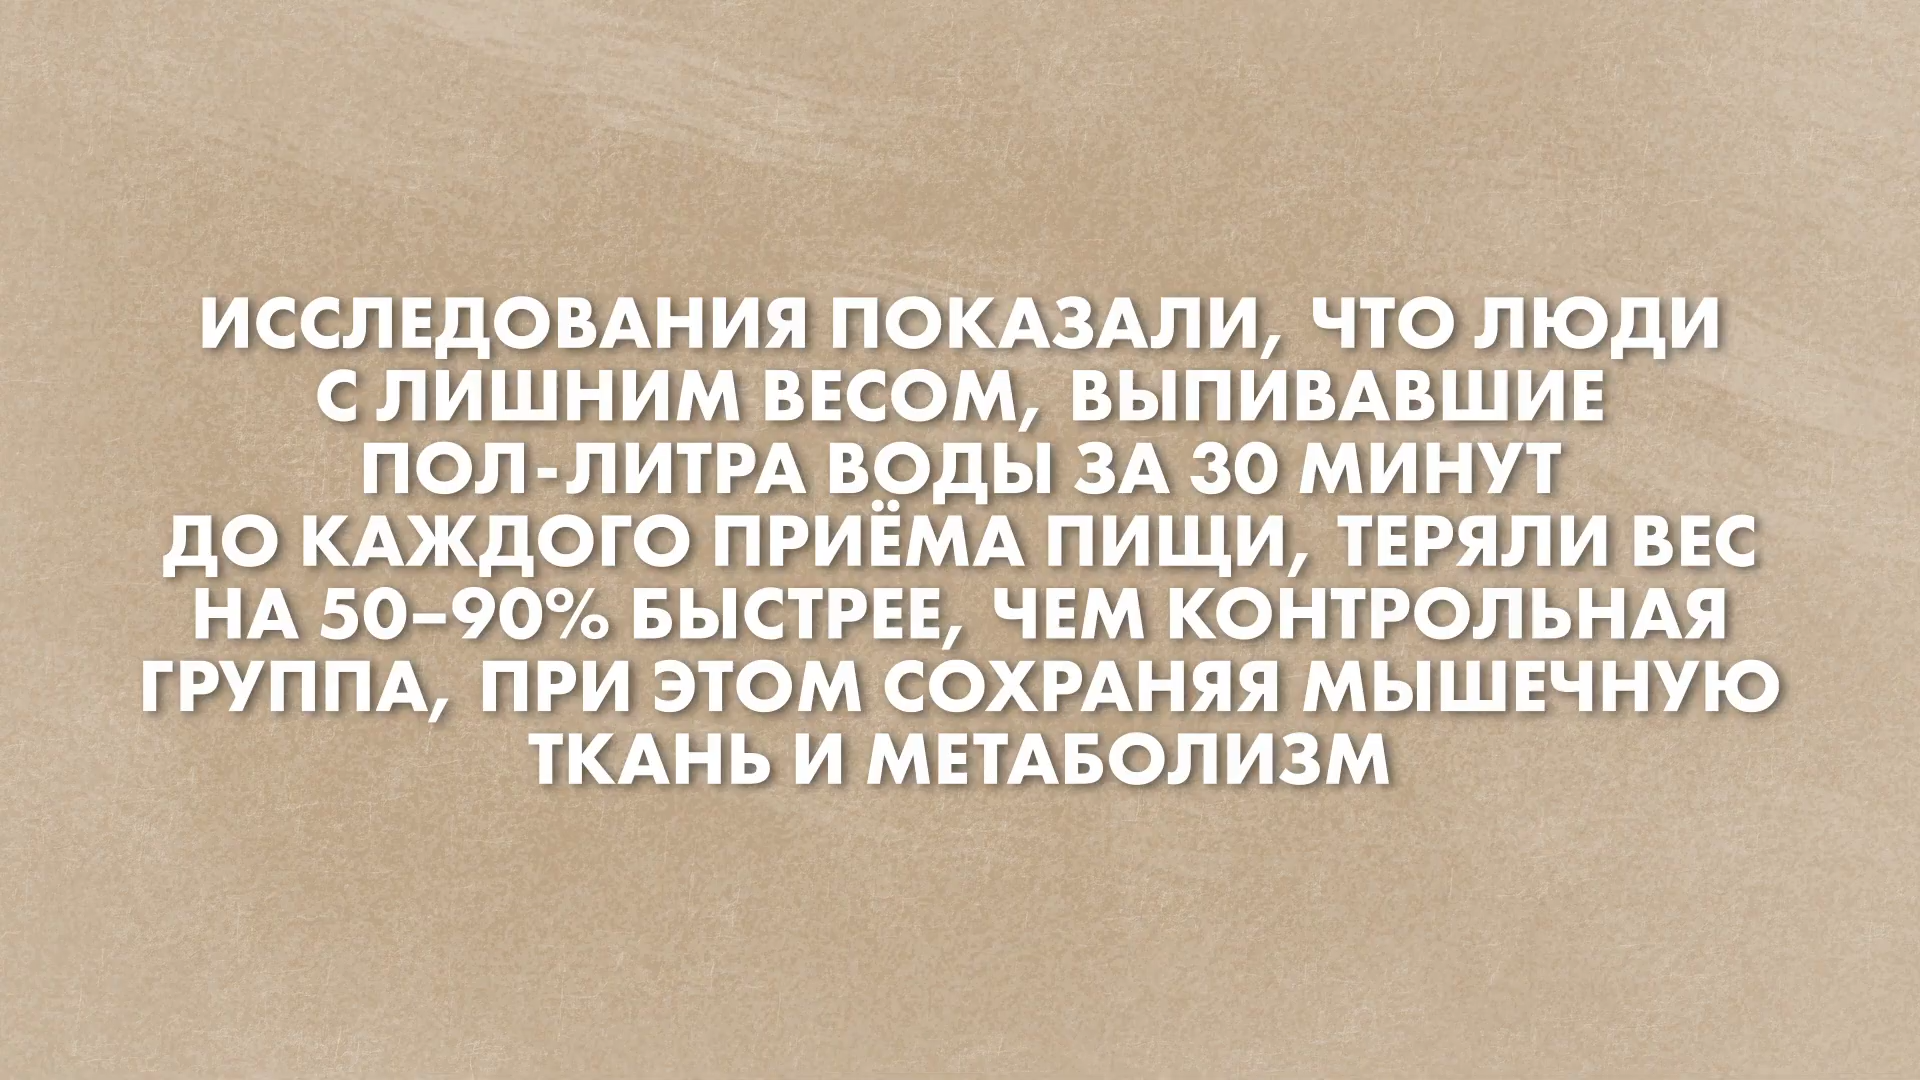 ИССЛЕДОВАНИЯ ПОКАЗАЛИ, ЧТО ЛЮДИ
С ЛИШНИМ ВЕСОМ, ВЫПИВАВШИЕ
ПОЛ-ЛИТРА ВОДЫ ЗА 30 МИНУТ
ДО КАЖДОГО ПРИЁМА ПИЩИ, ТЕРЯЛИ ВЕС
НА 50–90% БЫСТРЕЕ, ЧЕМ КОНТРОЛЬНАЯ
ГРУППА, ПРИ ЭТОМ СОХРАНЯЯ МЫШЕЧНУЮ
ТКАНЬ И МЕТАБОЛИЗМ